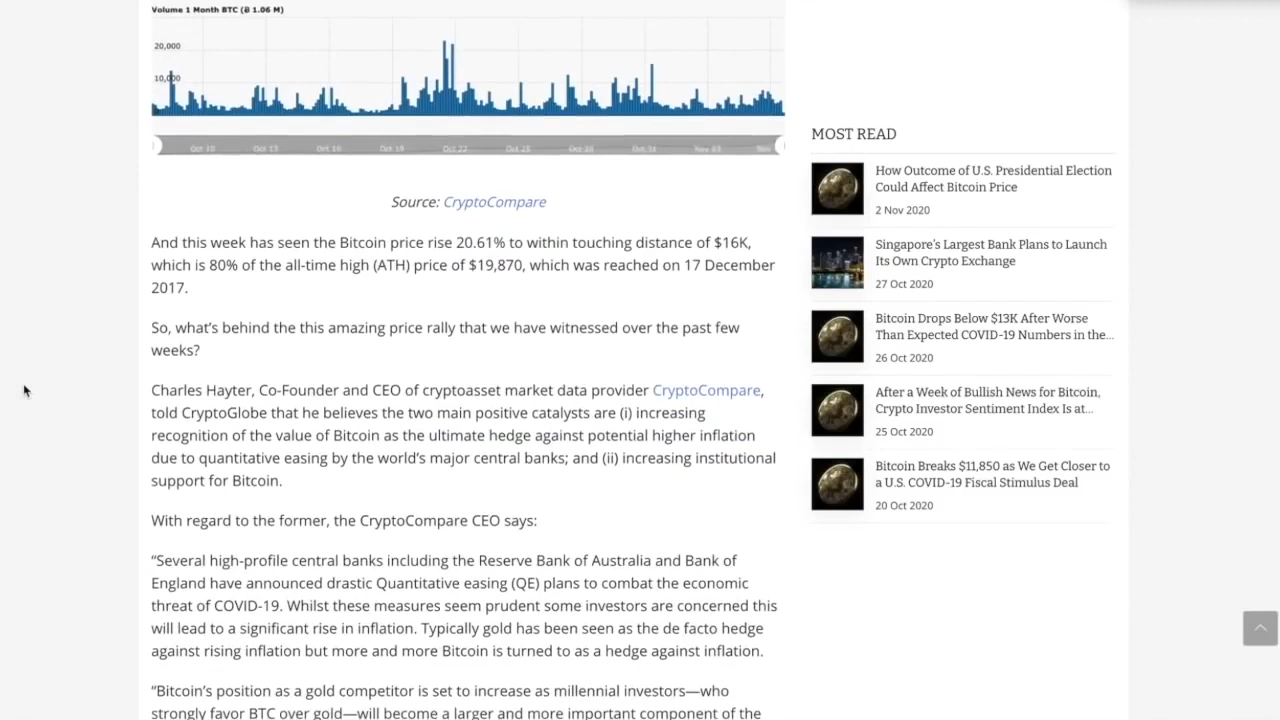 Volume 1 Month BTC (Ƀ 1.06 M)
20,000
10,000
Oct 10 Oct 13 Oct 16 Oct 19 Oct 22 Oct 25 Oct 28 Oct 31 Nov 03 Nov
Source: CryptoCompare
And this week has seen the Bitcoin price rise 20.61% to within touching distance of $16K,
which is 80% of the all-time high (ATH) price of $19,870, which was reached on 17 December
2017.
So, what’s behind the this amazing price rally that we have witnessed over the past few
weeks?
Charles Hayter, Co-Founder and CEO of cryptoasset market data provider CryptoCompare,
told CryptoGlobe that he believes the two main positive catalysts are (i) increasing
recognition of the value of Bitcoin as the ultimate hedge against potential higher inflation
due to quantitative easing by the world’s major central banks; and (ii) increasing institutional
support for Bitcoin.
With regard to the former, the CryptoCompare CEO says:
“Several high-profile central banks including the Reserve Bank of Australia and Bank of
England have announced drastic Quantitative easing (QE) plans to combat the economic
threat of COVID-19. Whilst these measures seem prudent some investors are concerned this
will lead to a significant rise in inflation. Typically gold has been seen as the de facto hedge
against rising inflation but more and more Bitcoin is turned to as a hedge against inflation.
“Bitcoin’s position as a gold competitor is set to increase as millennial investors—who
strongly favor BTC over gold—will become a larger and more important component of the
MOST READ
How Outcome of U.S. Presidential Election
Could Affect Bitcoin Price
2 Nov 2020
Singapore’s Largest Bank Plans to Launch
Its Own Crypto Exchange
27 Oct 2020
Bitcoin Drops Below $13K After Worse
Than Expected COVID-19 Numbers in the...
26 Oct 2020
After a Week of Bullish News for Bitcoin,
Crypto Investor Sentiment Index Is at...
25 Oct 2020
Bitcoin Breaks $11,850 as We Get Closer to
a U.S. COVID-19 Fiscal Stimulus Deal
20 Oct 2020